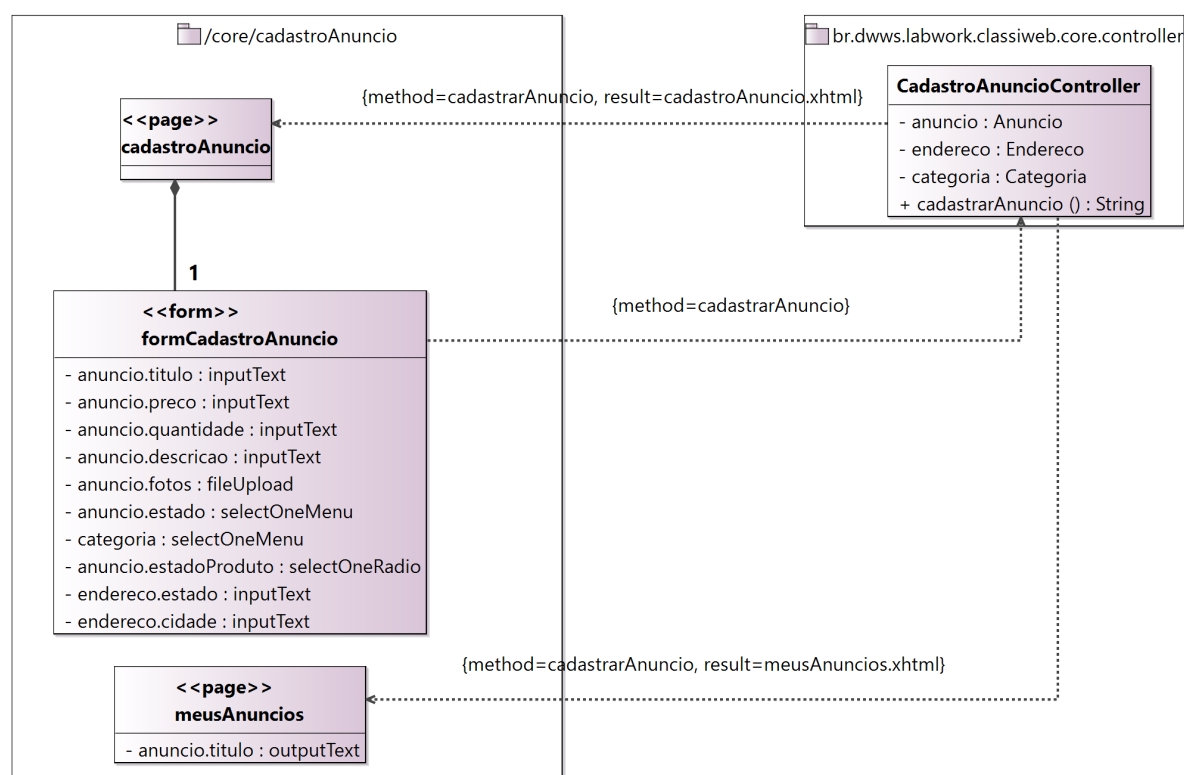 /core/cadastroAnuncio
<<page>>
cadastroAnuncio
1
<<form>>
formCadastroAnuncio
- anuncio.titulo : inputText
- anuncio.preco : inputText
- anuncio.quantidade : inputText
- anuncio.descricao : inputText
- anuncio.fotos : fileUpload
- anuncio.estado : selectOneMenu
- categoria : selectOneMenu
- anuncio.estadoProduto : selectOneRadio
- endereco.estado : inputText
- endereco.cidade : inputText
<<page>>
meusAnuncios
- anuncio.titulo : outputText
{method=cadastrarAnuncio, result=cadastroAnuncio.xhtml}
{method=cadastrarAnuncio}
{method=cadastrarAnuncio, result=meusAnuncios.xhtml}
br.dwws.labwork.classiweb.core.controller
CadastroAnuncioController
- anuncio : Anuncio
- endereco : Endereco
- categoria : Categoria
+ cadastrarAnuncio () : String